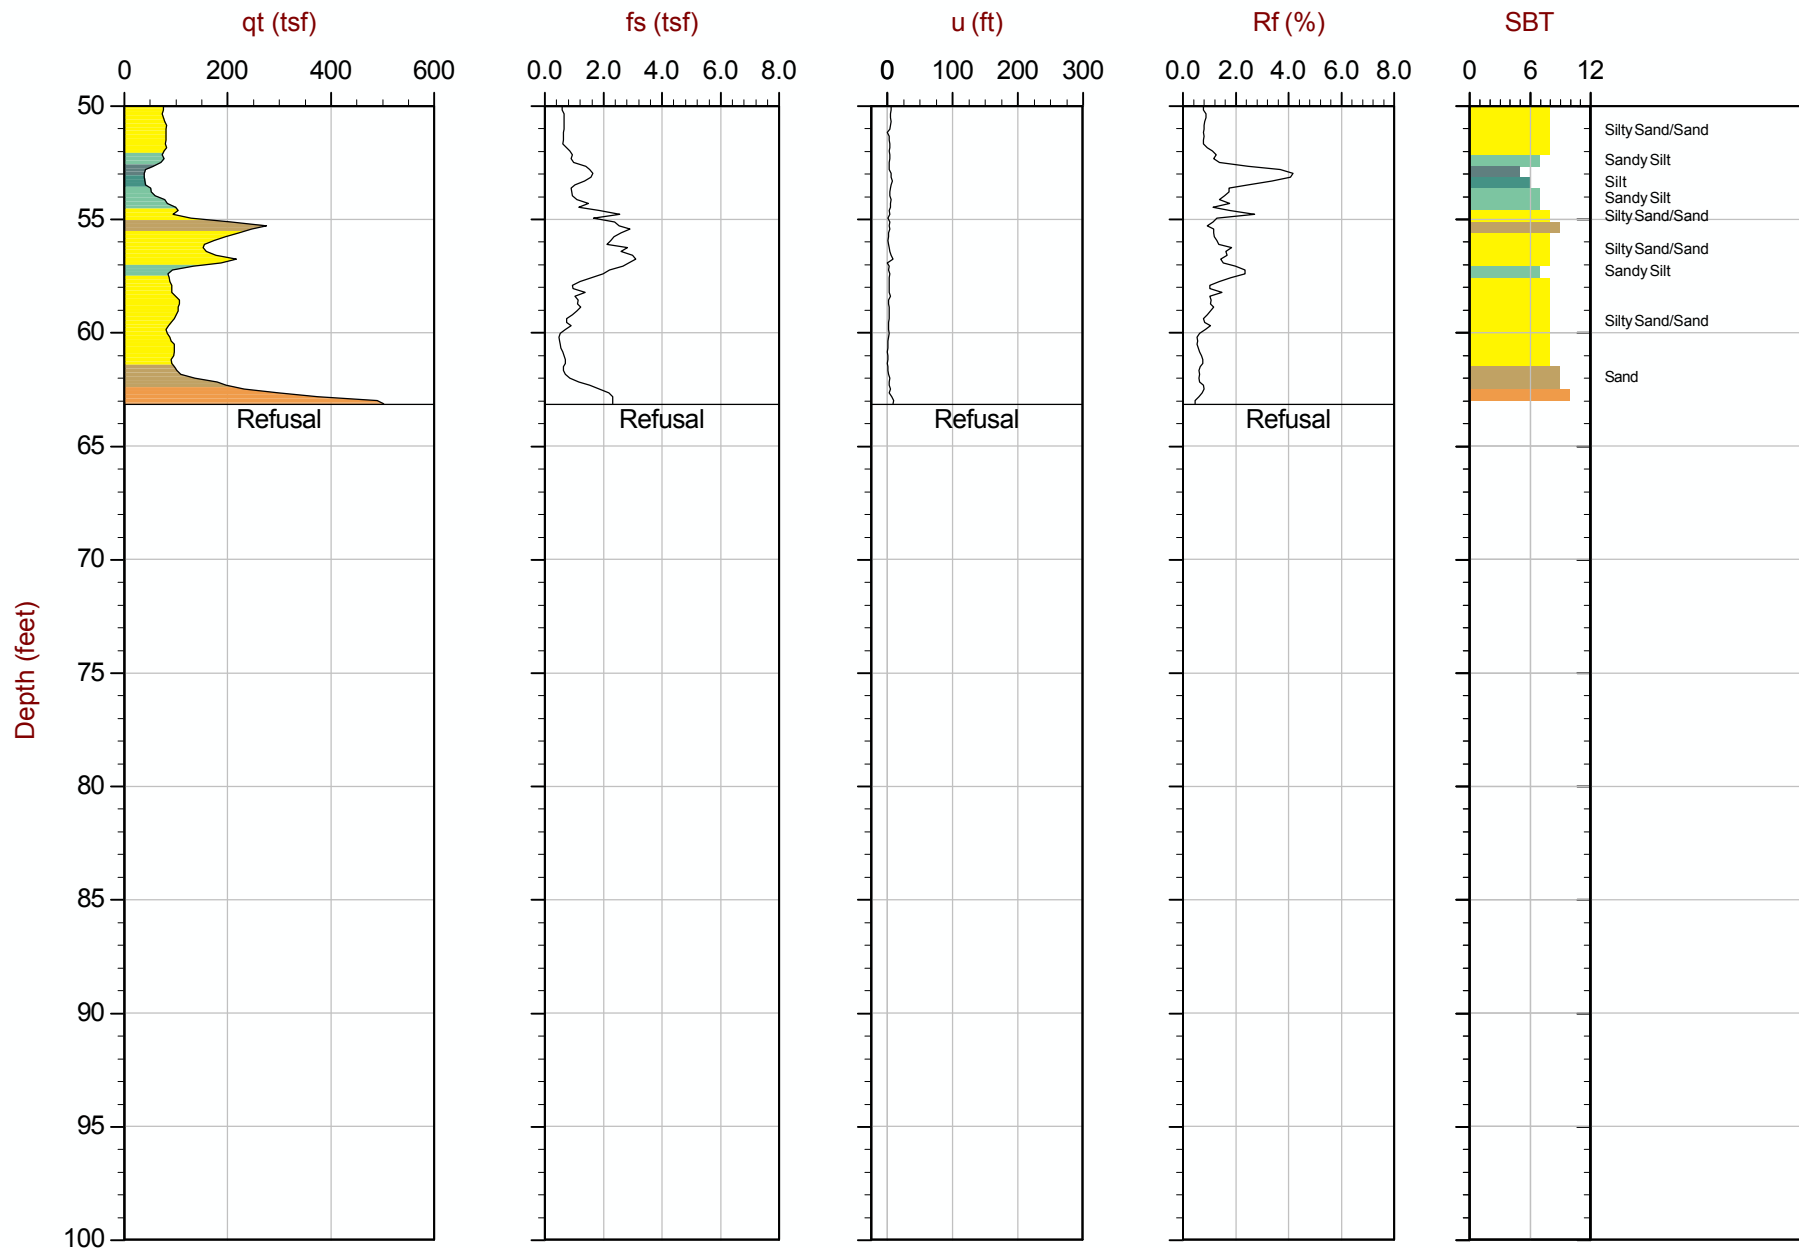 qt (tsf) fs (tsf) u (ft) Rf (%) SBT
0 200 400 600 0.0 2.0 4.0 6.0 8.0 0 100 200 300 0.0 2.0 4.0 6.0 8.0 0 6 12
50
Silty Sand/Sand
Sandy Silt
Silt
Sandy Silt
55 Silty Sand/Sand
Silty Sand/Sand
Sandy Silt
Silty Sand/Sand
60
Sand
Refusal Refusal Refusal Refusal
65
70
Depth (feet)
75
80
85
90
95
100